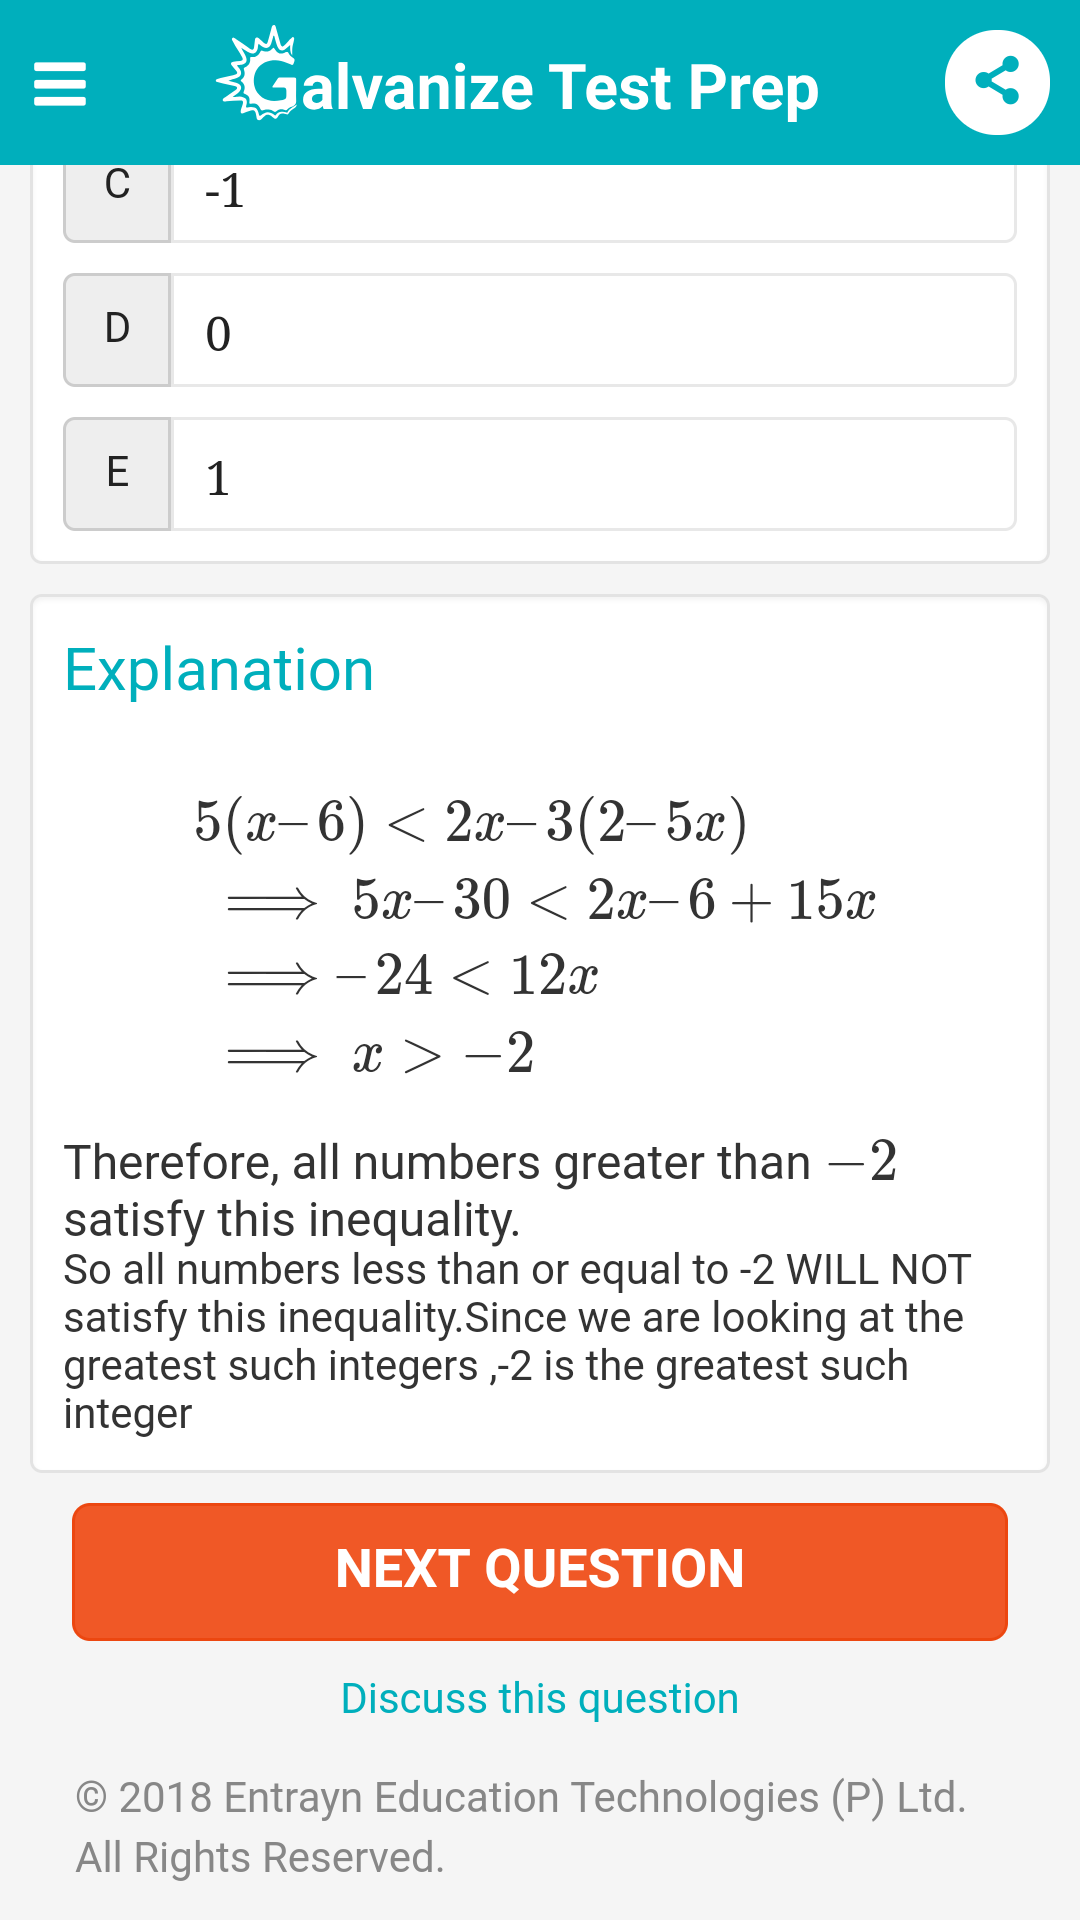 Galvanize Test Prep
C -1
D 0
E 1
Explanation
5(x−6) < 2x−3(2−5x)
⟹ 5x−30 < 2x−6 + 15x
⟹ −24 < 12x
⟹ x > −2
Therefore, all numbers greater than −2
satisfy this inequality.
So all numbers less than or equal to -2 WILL NOT
satisfy this inequality.Since we are looking at the
greatest such integers ,-2 is the greatest such
integer
NEXT QUESTION
Discuss this question
© 2018 Entrayn Education Technologies (P) Ltd.
All Rights Reserved.